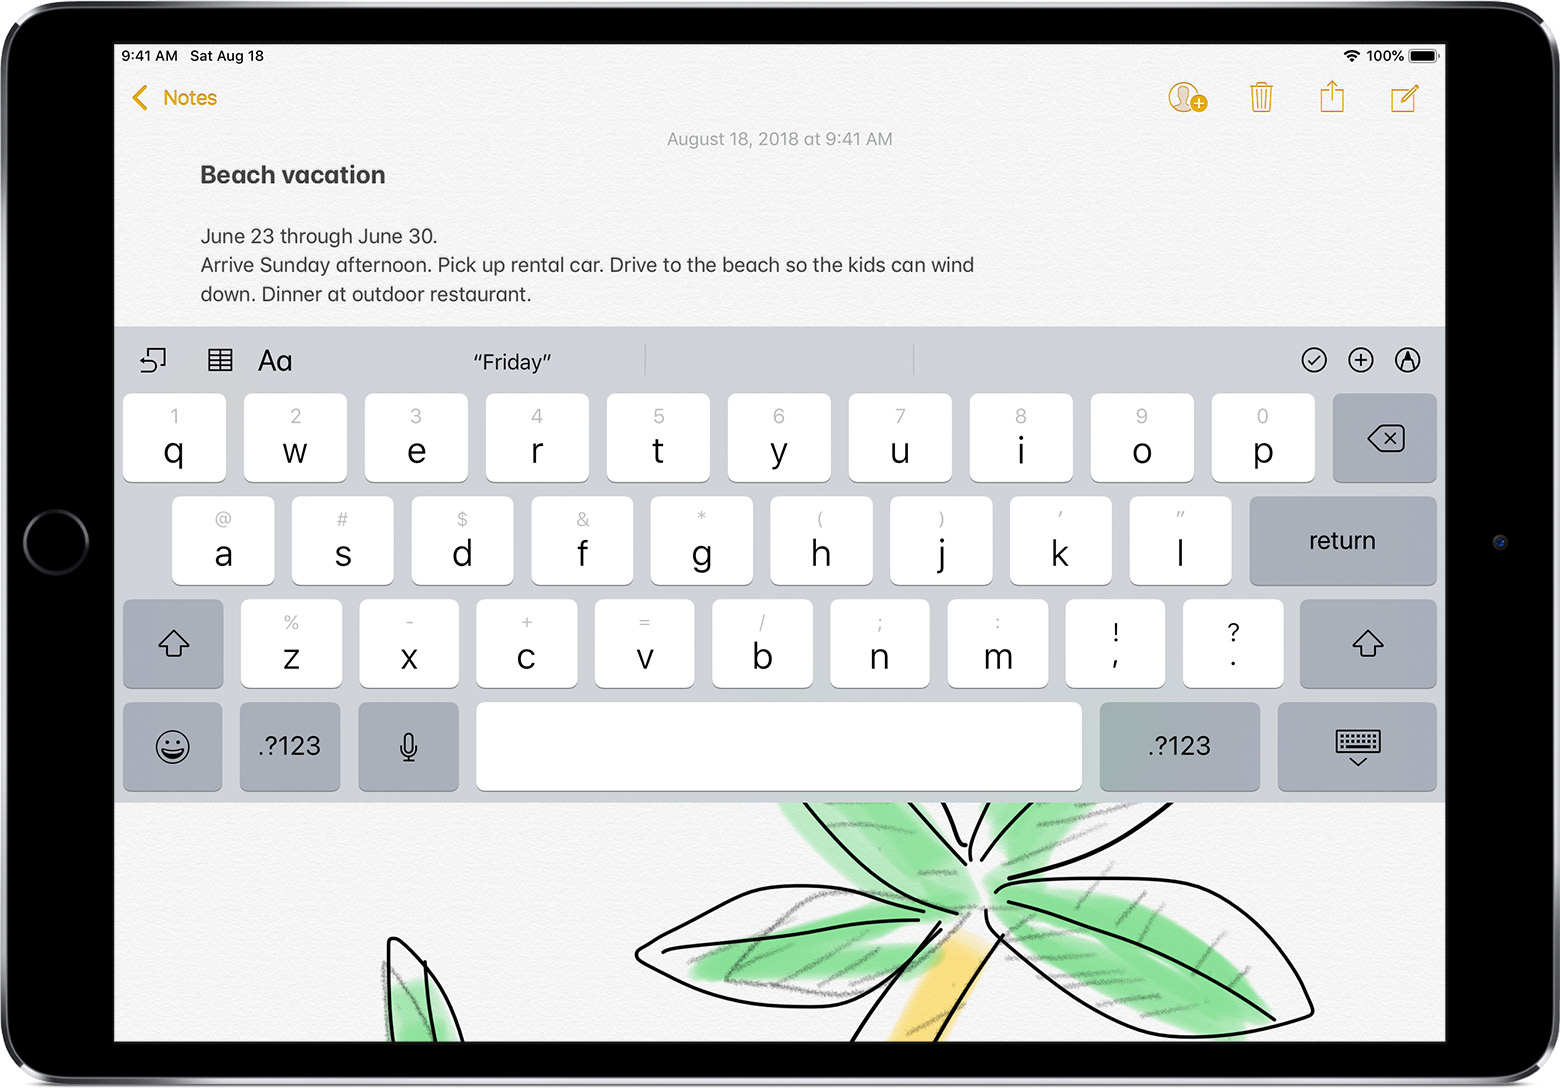 9:41 AM Sat Aug 18 100%
Notes
August 18, 2018 at 9:41 AM
Beach vacation
June 23 through June 30.
Arrive Sunday afternoon. Pick up rental car. Drive to the beach so the kids can wind
down. Dinner at outdoor restaurant.
Aa “Friday”
1 2 3 4 5 6 7 8 9 0
q w e r t y u i o p
@ # $ & * ( ) ′ ″
a s d f g h j k l return
% - + = / ; : ! ?
z x c v b n m , .
.?123 .?123